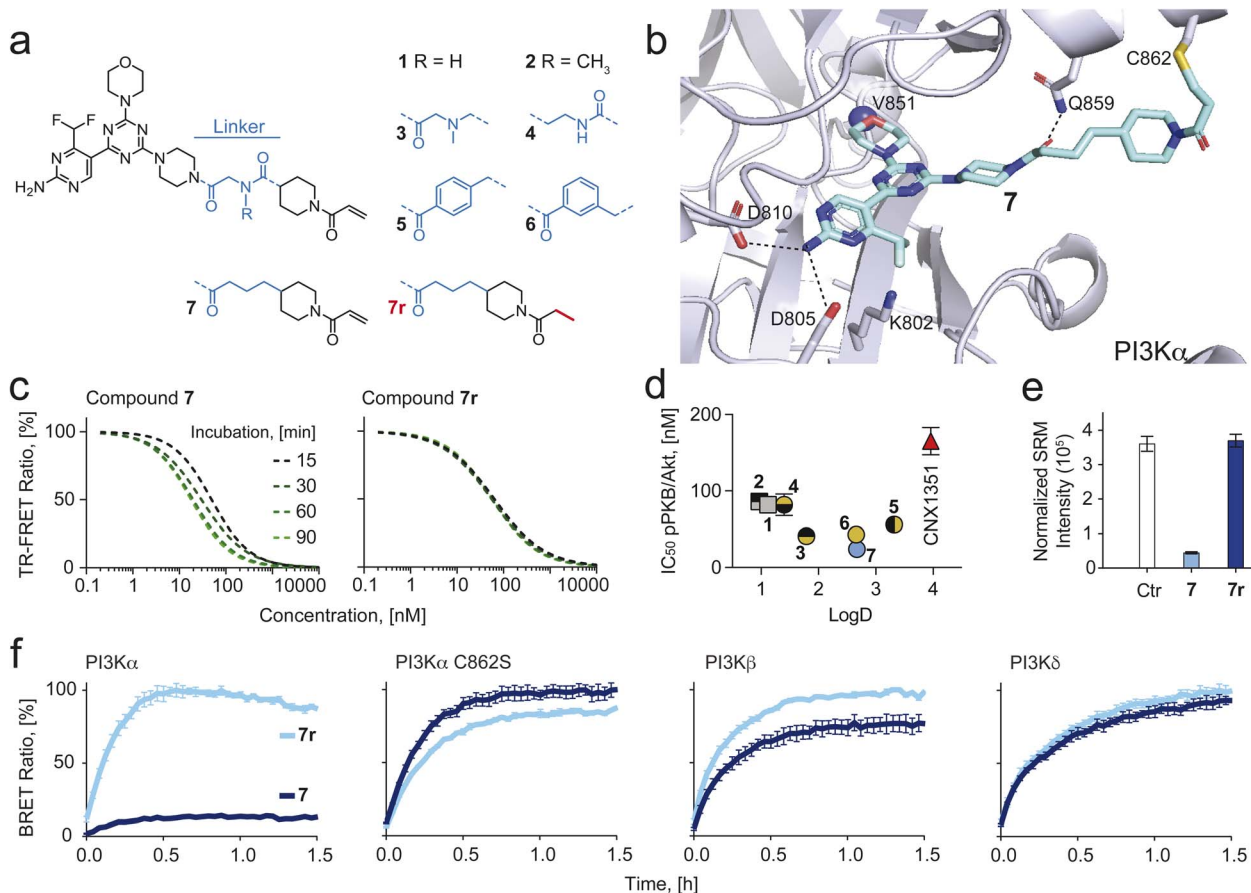 a
1 R = H
2 R = CH3
O
N
F F
N N
N
N N
N
Linker
O
O
N
R
N
O
H2N
3
O
N
4
N
H
O
5
O
6
O
7
O
N
O
7r
O
N
O
b
C862
V851
Q859
7
D810
D805
K802
PI3Kα
c
Compound 7
Compound 7r
TR-FRET Ratio, [%]
100
50
0
Incubation, [min]
15
30
60
90
0.1 1 10 100 10000
0.1 1 10 100 10000
Concentration, [nM]
d
IC50 pPKB/Akt, [nM]
200
100
0
2
1
4
3
6
7
5
CNX1351
1 2 3 4
LogD
e
Normalized SRM
Intensity (10⁵)
4
2
0
Ctr 7 7r
f
PI3Kα
PI3Kα C862S
PI3Kβ
PI3Kδ
BRET Ratio, [%]
100
50
0
7r
7
0.0 0.5 1.0 1.5
0.0 0.5 1.0 1.5
0.0 0.5 1.0 1.5
0.0 0.5 1.0 1.5
Time, [h]